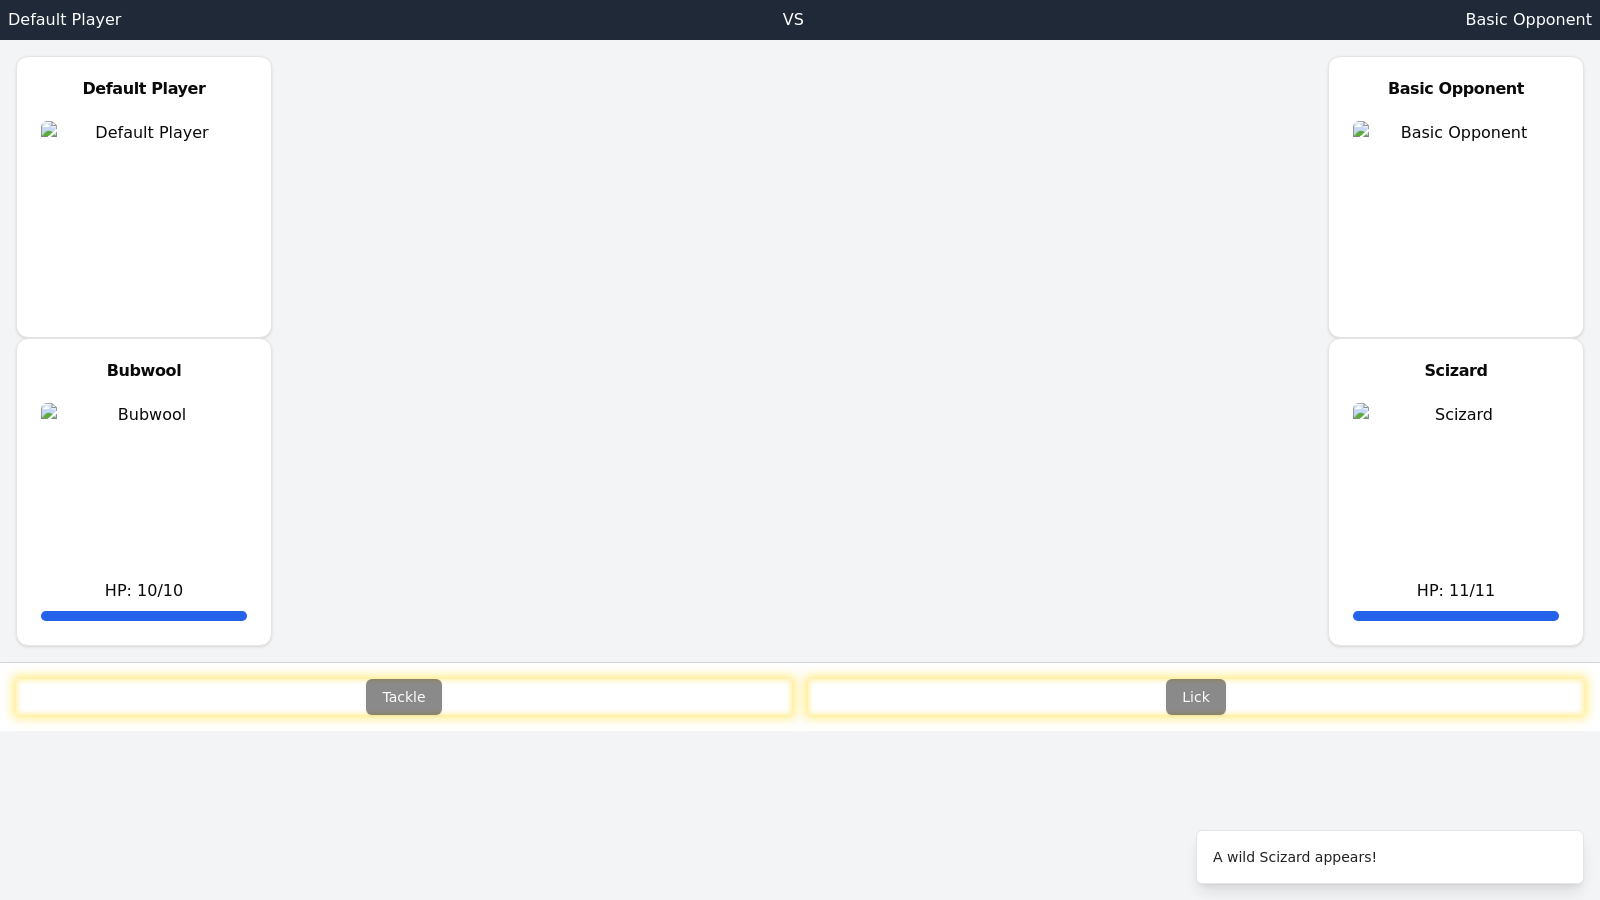 Default Player
VS
Basic Opponent
Default Player
Default Player
Basic Opponent
Basic Opponent
Bubwool
Bubwool
HP: 10/10
Scizard
Scizard
HP: 11/11
Tackle
Lick
A wild Scizard appears!